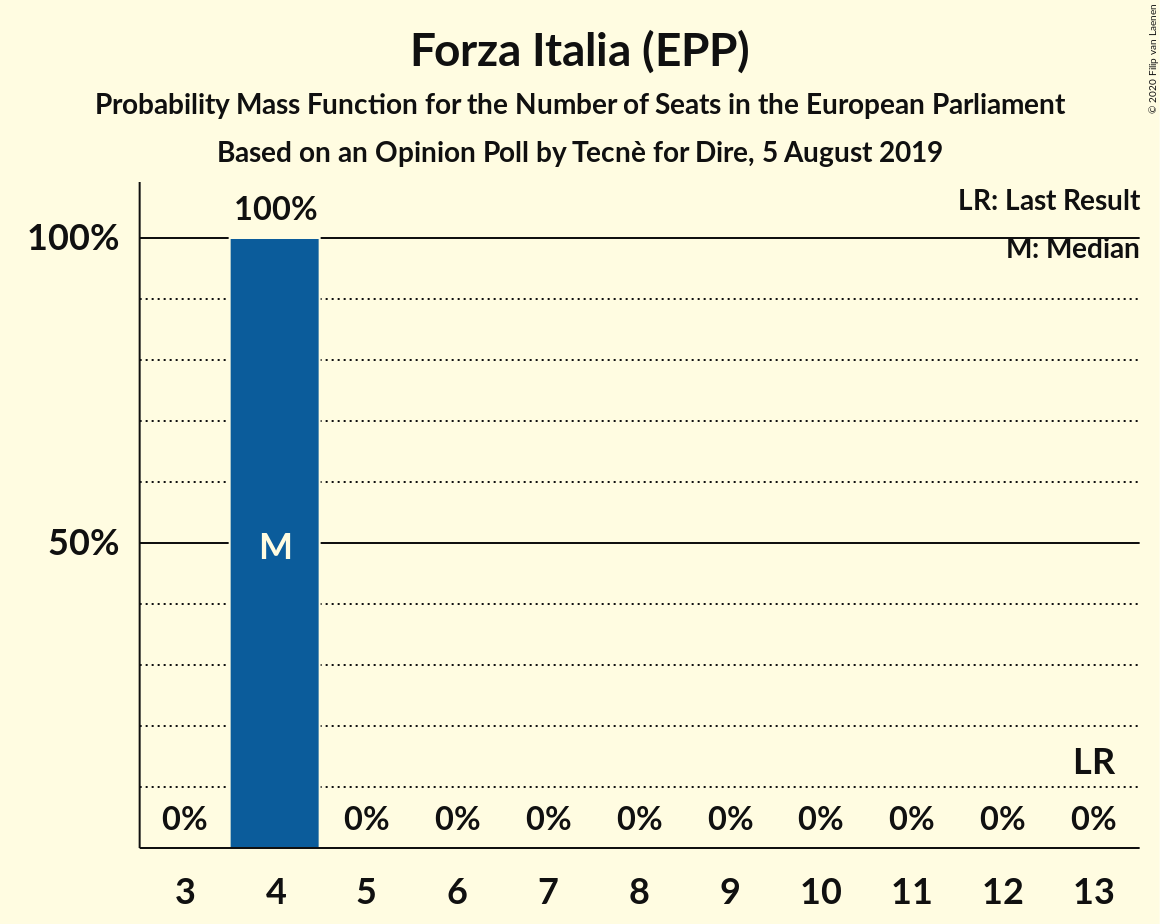 Forza Italia (EPP)
Probability Mass Function for the Number of Seats in the European Parliament
Based on an Opinion Poll by Tecnè for Dire, 5 August 2019
© 2020 Filip van Laenen
LR: Last Result
M: Median
100%
100%
50%
M
LR
0% 0% 0% 0% 0% 0% 0% 0% 0% 0%
3 4 5 6 7 8 9 10 11 12 13